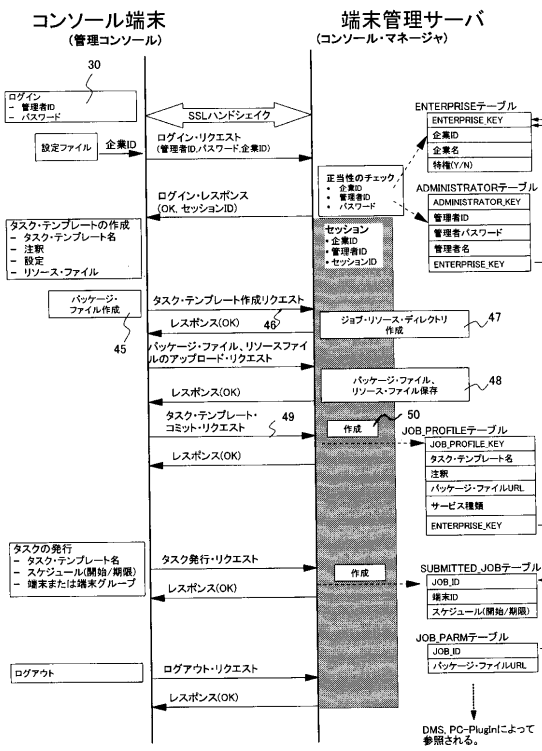 コンソール端末
(管理コンソール)
端末管理サーバ
(コンソール・マネージャ)
30
ログイン
- 管理者ID
- パスワード
SSLハンドシェイク
設定ファイル
企業ID
ログイン・リクエスト
(管理者ID,パスワード,企業ID)
ENTERPRISEテーブル
ENTERPRISE_KEY
企業ID
企業名
特権(Y/N)
正当性のチェック
• 企業ID
• 管理者ID
• パスワード
ログイン・レスポンス
(OK, セッションID)
ADMINISTRATORテーブル
ADMINISTRATOR_KEY
管理者ID
管理者パスワード
管理者名
ENTERPRISE_KEY
タスク・テンプレートの作成
- タスク・テンプレート名
- 注釈
- 設定
- リソース・ファイル
セッション
• 企業ID
• 管理者ID
• セッションID
パッケージ・
ファイル作成
45
タスク・テンプレート作成リクエスト
46
レスポンス(OK)
ジョブ・リソース・ディレクトリ
作成
47
パッケージ・ファイル、リソースファイ
ルのアップロード・リクエスト
レスポンス(OK)
パッケージ・ファイル、
リソース・ファイル保存
48
タスク・テンプレート・
コミット・リクエスト
49
作成
50
レスポンス(OK)
JOB_PROFILEテーブル
JOB_PROFILE_KEY
タスク・テンプレート名
注釈
パッケージ・ファイルURL
サービス種類
ENTERPRISE_KEY
タスクの発行
- タスク・テンプレート名
- スケジュール(開始/期限)
- 端末または端末グループ
タスク発行・リクエスト
作成
レスポンス(OK)
SUBMITTED_JOBテーブル
JOB_ID
端末ID
スケジュール(開始/期限)
JOB_PARMテーブル
JOB_ID
パッケージ・ファイルURL
ログアウト
ログアウト・リクエスト
レスポンス(OK)
DMS, PC-PlugInによって
参照される。